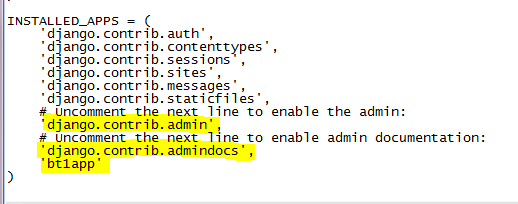 INSTALLED_APPS = (
'django.contrib.auth',
'django.contrib.contenttypes',
'django.contrib.sessions',
'django.contrib.sites',
'django.contrib.messages',
'django.contrib.staticfiles',
# Uncomment the next line to enable the admin:
'django.contrib.admin',
# Uncomment the next line to enable admin documentation:
'django.contrib.admindocs',
'bt1app'
)